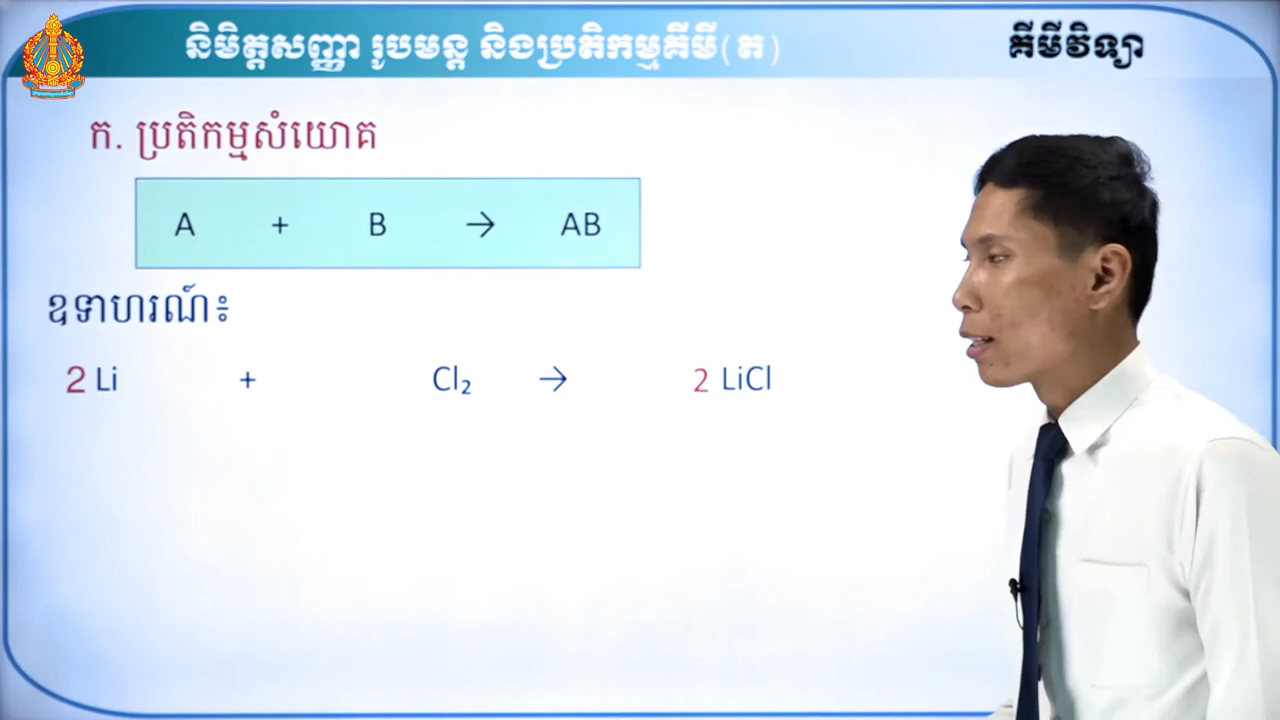 និមិត្តសញ្ញា រូបមន្ត និងប្រតិកម្មគីមី(ត)
គីមីវិទ្យា
ក. ប្រតិកម្មសំយោគ
A + B → AB
ឧទាហរណ៍៖
2 Li + Cl₂ → 2 LiCl